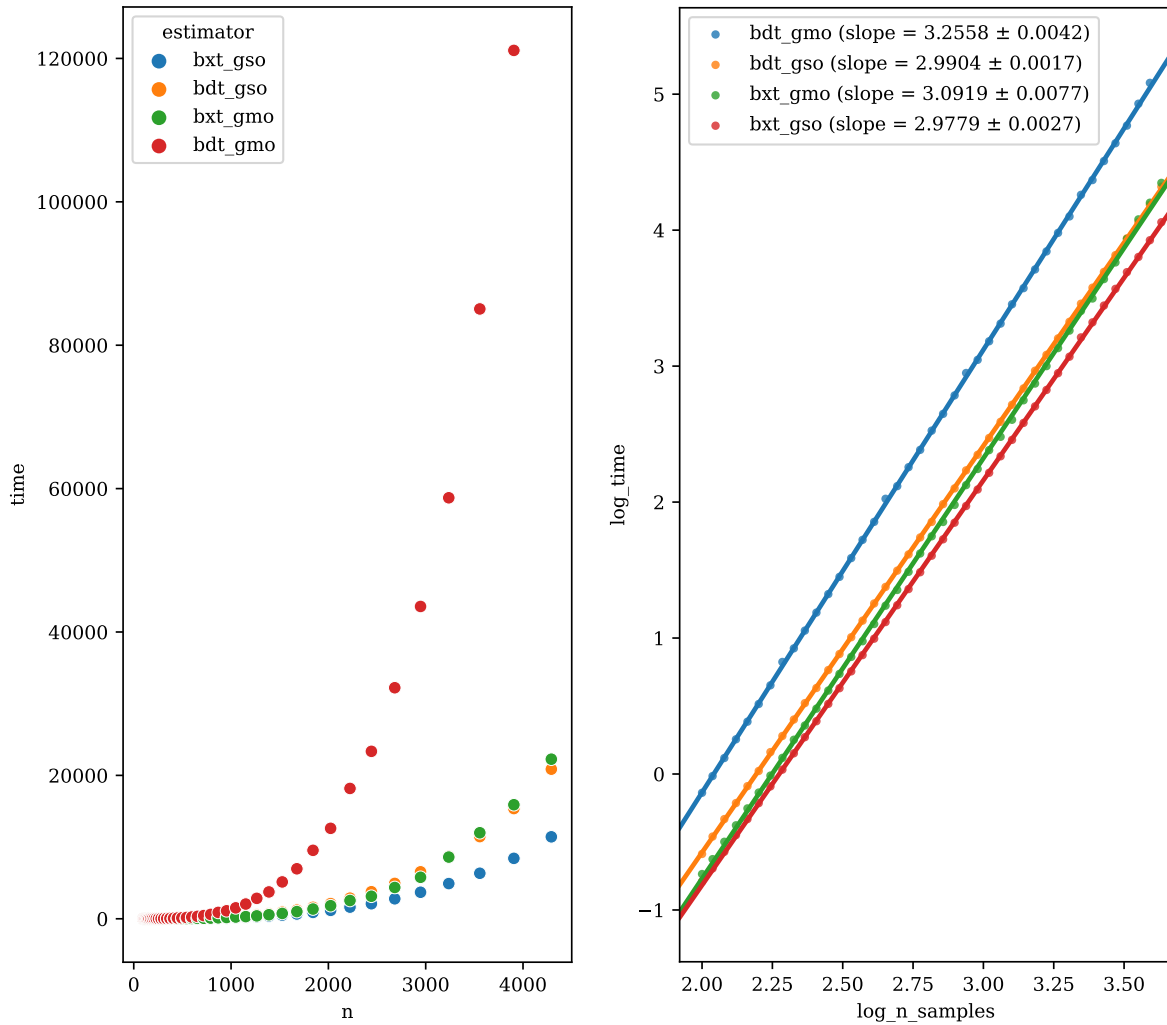 estimator
bxt_gso
bdt_gso
bxt_gmo
bdt_gmo
120000
100000
80000
60000
40000
20000
0
time
0 1000 2000 3000 4000
n
bdt_gmo (slope = 3.2558 ± 0.0042)
bdt_gso (slope = 2.9904 ± 0.0017)
bxt_gmo (slope = 3.0919 ± 0.0077)
bxt_gso (slope = 2.9779 ± 0.0027)
5
4
3
2
1
0
−1
log_time
2.00 2.25 2.50 2.75 3.00 3.25 3.50
log_n_samples